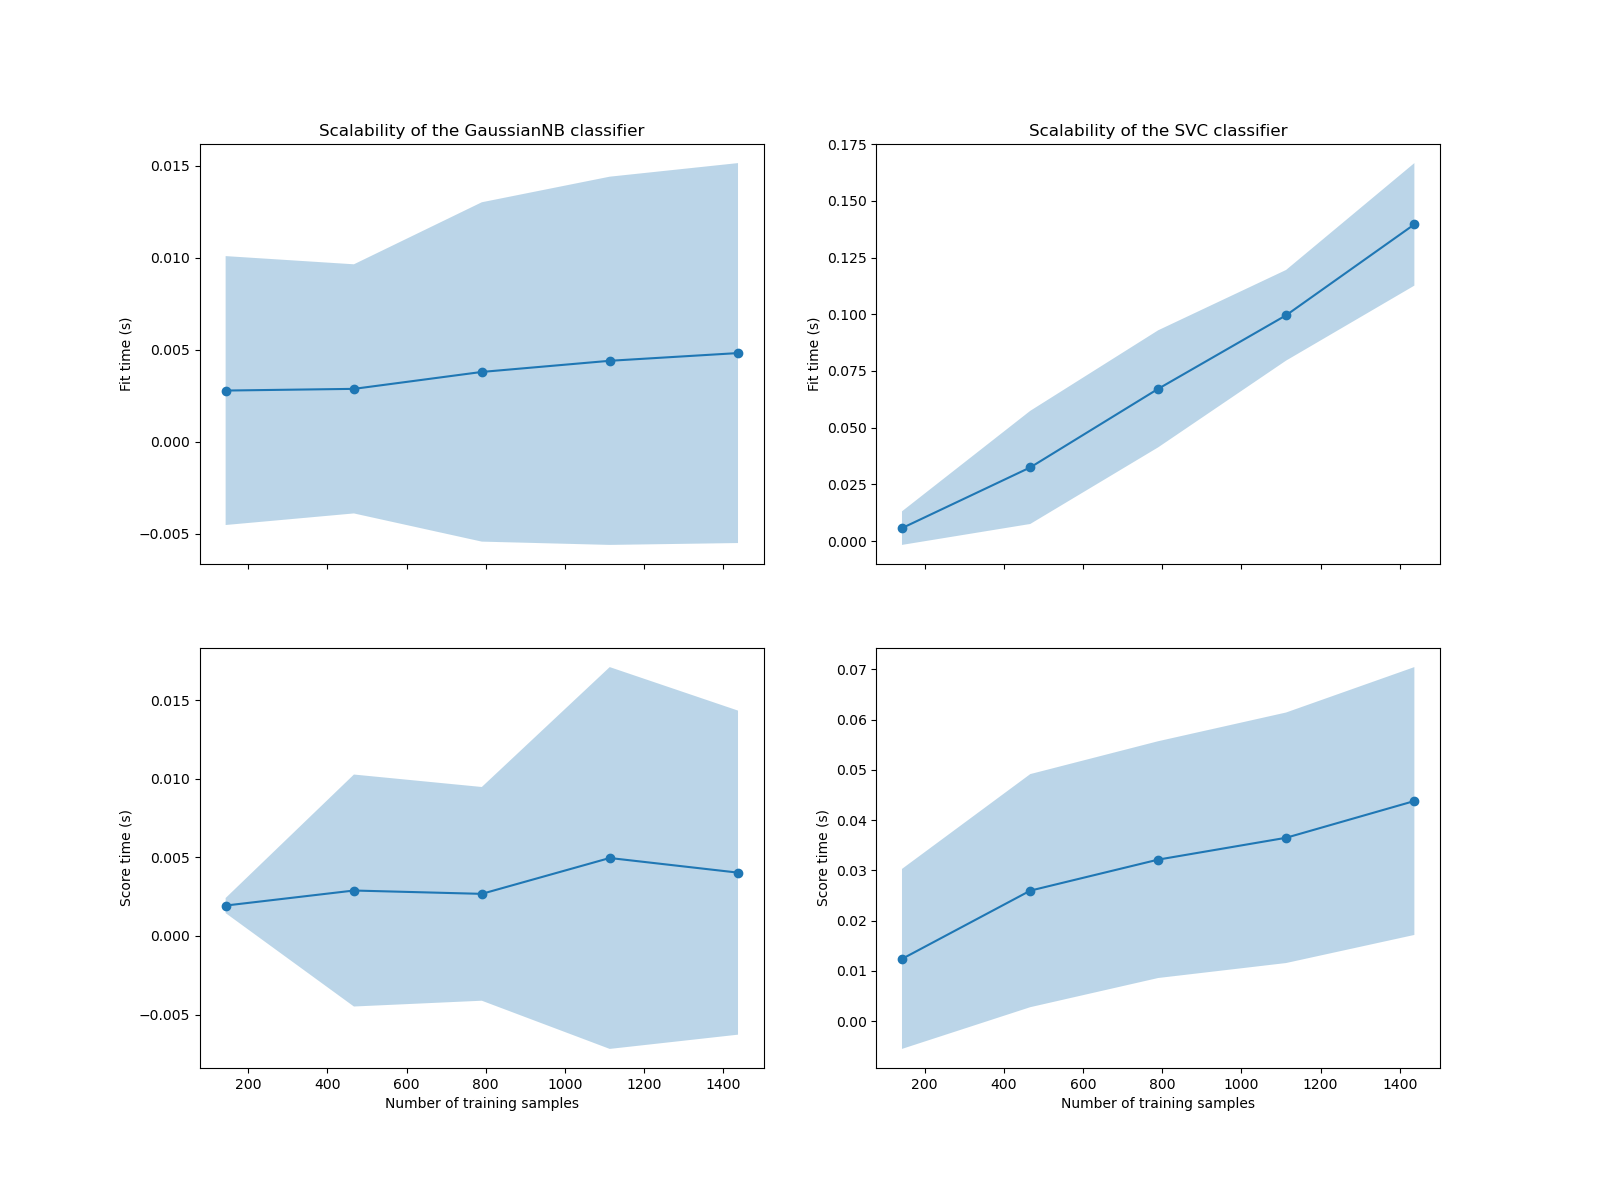 Scalability of the GaussianNB classifier
0.015
0.010
0.005
0.000
−0.005
Fit time (s)
Scalability of the SVC classifier
0.175
0.150
0.125
0.100
0.075
0.050
0.025
0.000
Fit time (s)
0.015
0.010
0.005
0.000
−0.005
Score time (s)
200 400 600 800 1000 1200 1400
Number of training samples
0.07
0.06
0.05
0.04
0.03
0.02
0.01
0.00
Score time (s)
200 400 600 800 1000 1200 1400
Number of training samples